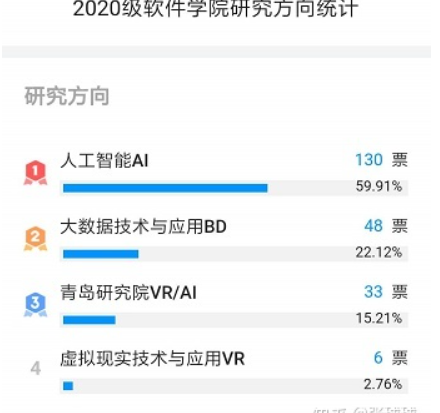 2020级软件学院研究方向统计
研究方向
1 人工智能AI 130 票
59.91%
2 大数据技术与应用BD 48 票
22.12%
3 青岛研究院VR/AI 33 票
15.21%
4 虚拟现实技术与应用VR 6 票
2.76%